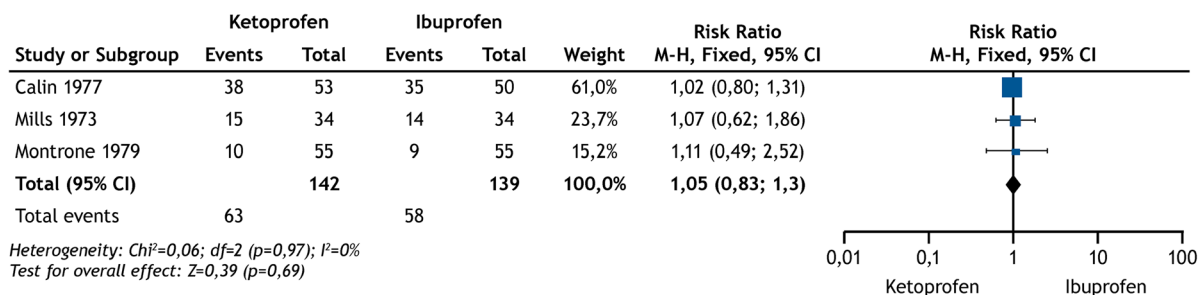 Ketoprofen Ibuprofen Risk Ratio Risk Ratio
Study or Subgroup Events Total Events Total Weight M-H, Fixed, 95% CI M-H, Fixed, 95% CI
Calin 1977 38 53 35 50 61,0% 1,02 (0,80; 1,31)
Mills 1973 15 34 14 34 23,7% 1,07 (0,62; 1,86)
Montrone 1979 10 55 9 55 15,2% 1,11 (0,49; 2,52)
Total (95% CI) 142 139 100,0% 1,05 (0,83; 1,3)
Total events 63 58
Heterogeneity: Chi²=0,06; df=2 (p=0,97); I²=0%
Test for overall effect: Z=0,39 (p=0,69)
0,01 0,1 1 10 100
Ketoprofen Ibuprofen